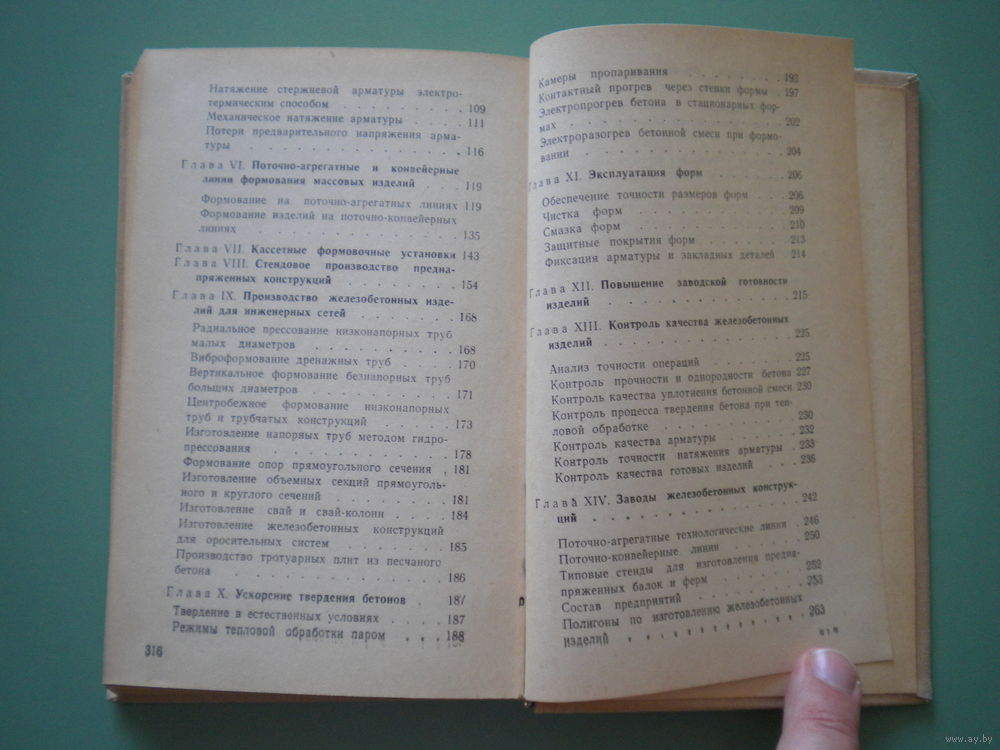 Натяжение стержневой арматуры электро-
термическим способом . . . . . . . 109
Механическое натяжение арматуры . . . . 111
Потери предварительного напряжения арма-
туры . . . . . . . . . . . . 116
Глава VI. Поточно-агрегатные и конвейерные
линии формования массовых изделий . . . 119
Формование на поточно-агрегатных линиях 119
Формование изделий на поточно-конвейерных
линиях . . . . . . . . . . . 135
Глава VII. Кассетные формовочные установки 143
Глава VIII. Стендовое производство предна-
пряженных конструкций . . . . . . . 154
Глава IX. Производство железобетонных изде-
лий для инженерных сетей . . . . . . 168
Радиальное прессование низконапорных труб
малых диаметров . . . . . . . . 168
Виброформование дренажных труб . . . 170
Вертикальное формование безнапорных труб
больших диаметров . . . . . . . . 171
Центробежное формование низконапорных
труб и трубчатых конструкций . . . . . 173
Изготовление напорных труб методом гидро-
прессования . . . . . . . . . . 178
Формование опор прямоугольного сечения . 181
Изготовление объемных секций прямоуголь-
ного и круглого сечений . . . . . . . 181
Изготовление свай и свай-колонн . . . . 184
Изготовление железобетонных конструкций
для оросительных систем . . . . . . . 185
Производство тротуарных плит из песчаного
бетона . . . . . . . . . . . 186
Глава X. Ускорение твердения бетонов . . 187
Твердение в естественных условиях . . . . 187
Режимы тепловой обработки паром . . . 188
316
Камеры пропаривания . . . . . . . 193
Контактный прогрев через стенки формы . 197
Электропрогрев бетона в стационарных фор-
мах . . . . . . . . . . . . 202
Электроразогрев бетонной смеси при формо-
вании . . . . . . . . . . . 204
Глава XI. Эксплуатация форм . . . . . 206
Обеспечение точности размеров форм . . . 206
Чистка форм . . . . . . . . . . 209
Смазка форм . . . . . . . . . . 210
Защитные покрытия форм . . . . . . 213
Фиксация арматуры и закладных деталей . 214
Глава XII. Повышение заводской готовности
изделий . . . . . . . . . . . 215
Глава XIII. Контроль качества железобетонных
изделий . . . . . . . . . . . 225
Анализ точности операций . . . . . . 225
Контроль прочности и однородности бетона 227
Контроль качества уплотнения бетонной смеси 230
Контроль процесса твердения бетона при теп-
ловой обработке . . . . . . . . . 230
Контроль качества арматуры . . . . . 232
Контроль точности натяжения арматуры . 233
Контроль качества готовых изделий . . . 236
Глава XIV. Заводы железобетонных конструк-
ций . . . . . . . . . . . . 242
Поточно-агрегатные технологические линии . 246
Поточно-конвейерные линии . . . . . 250
Типовые стенды для изготовления предна-
пряженных балок и ферм . . . . . . 252
Состав предприятий . . . . . . . . 253
Полигоны по изготовлению железобетонных
изделий . . . . . . . . . . . 263
www.ay.by